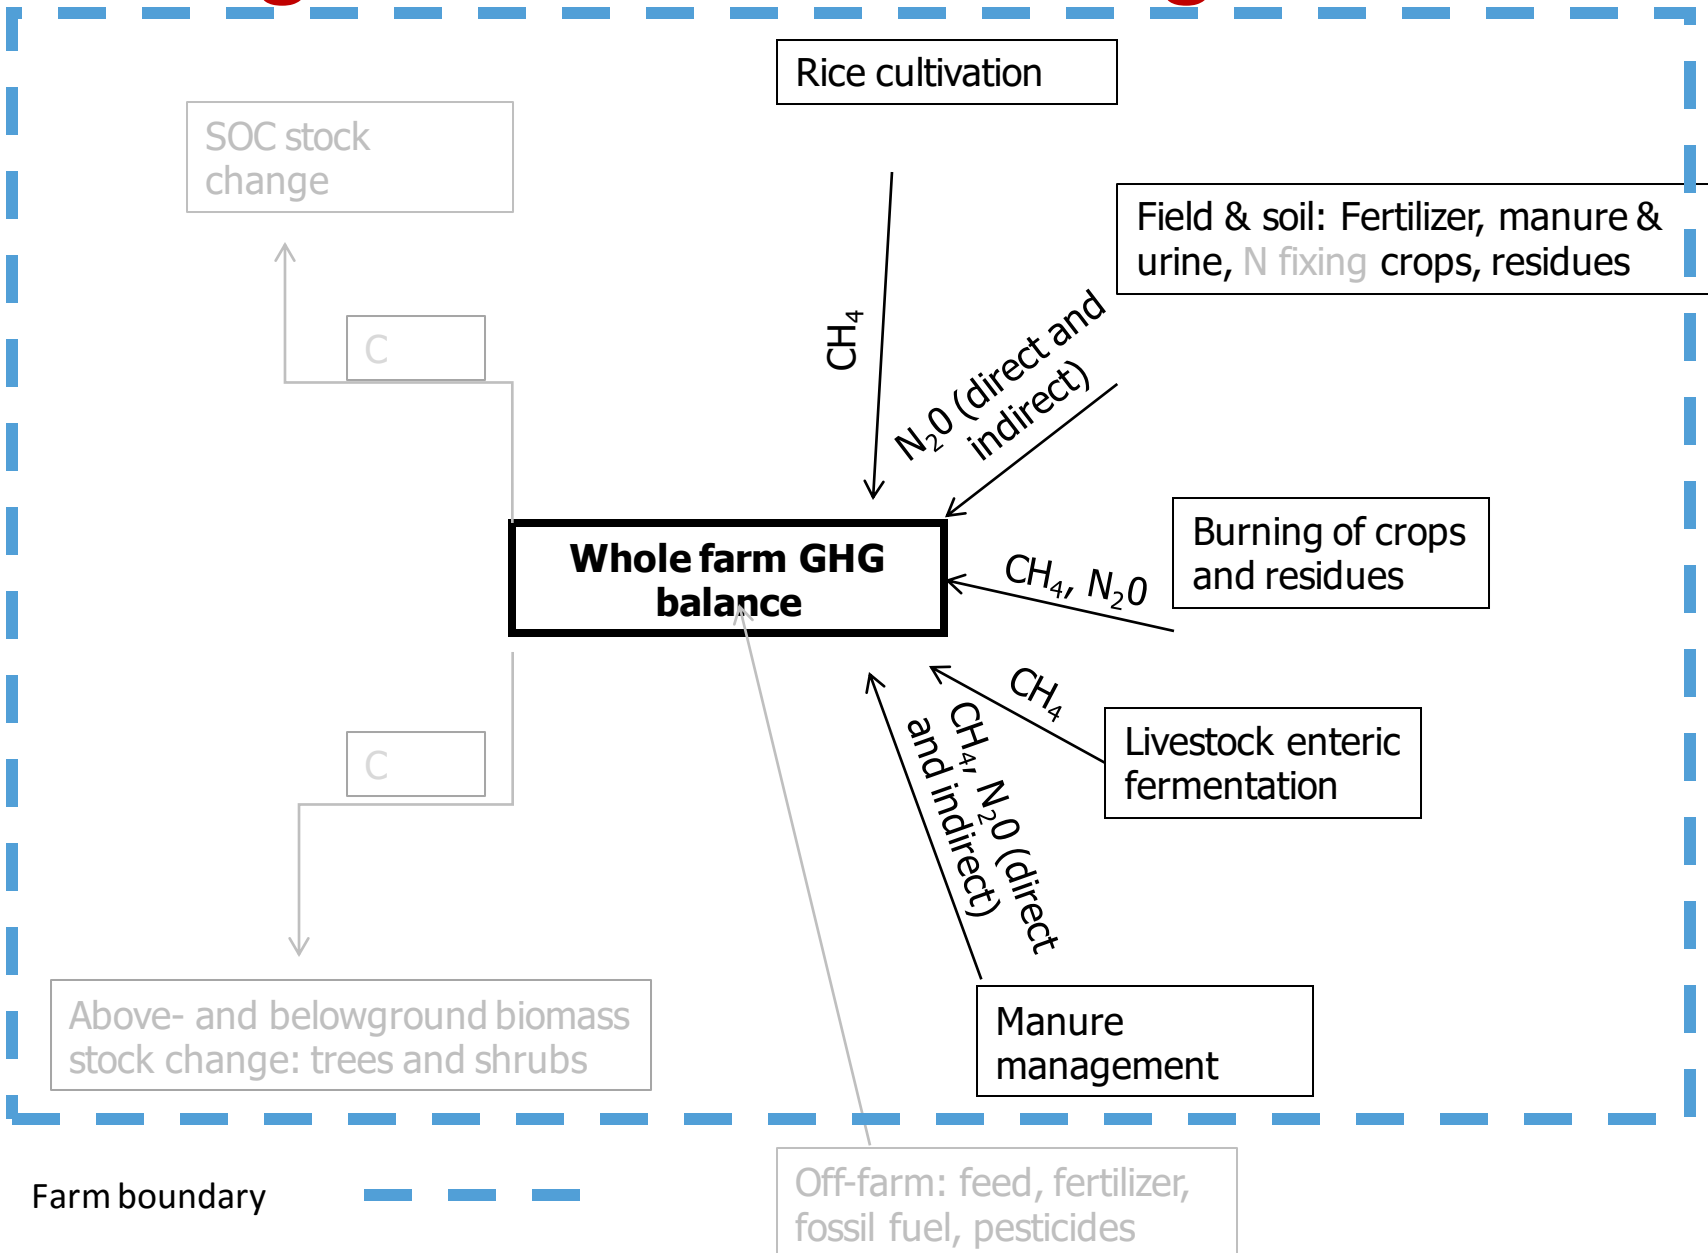 Rice cultivation
SOC stock
change
Field & soil: Fertilizer, manure &
urine, N fixing crops, residues
CH₄
C
N₂0 (direct and
indirect)
Whole farm GHG
balance
Burning of crops
and residues
CH₄, N₂0
CH₄
Livestock enteric
fermentation
CH₄, N₂0 (direct
and indirect)
C
Above- and belowground biomass
stock change: trees and shrubs
Manure
management
Farm boundary
Off-farm: feed, fertilizer,
fossil fuel, pesticides